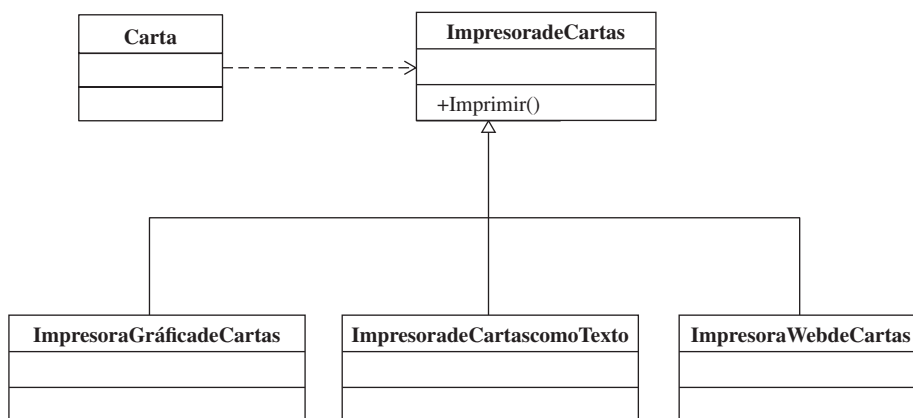 Carta
ImpresoradeCartas
+Imprimir()
ImpresoraGráficadeCartas
ImpresoradeCartascomoTexto
ImpresoraWebdeCartas